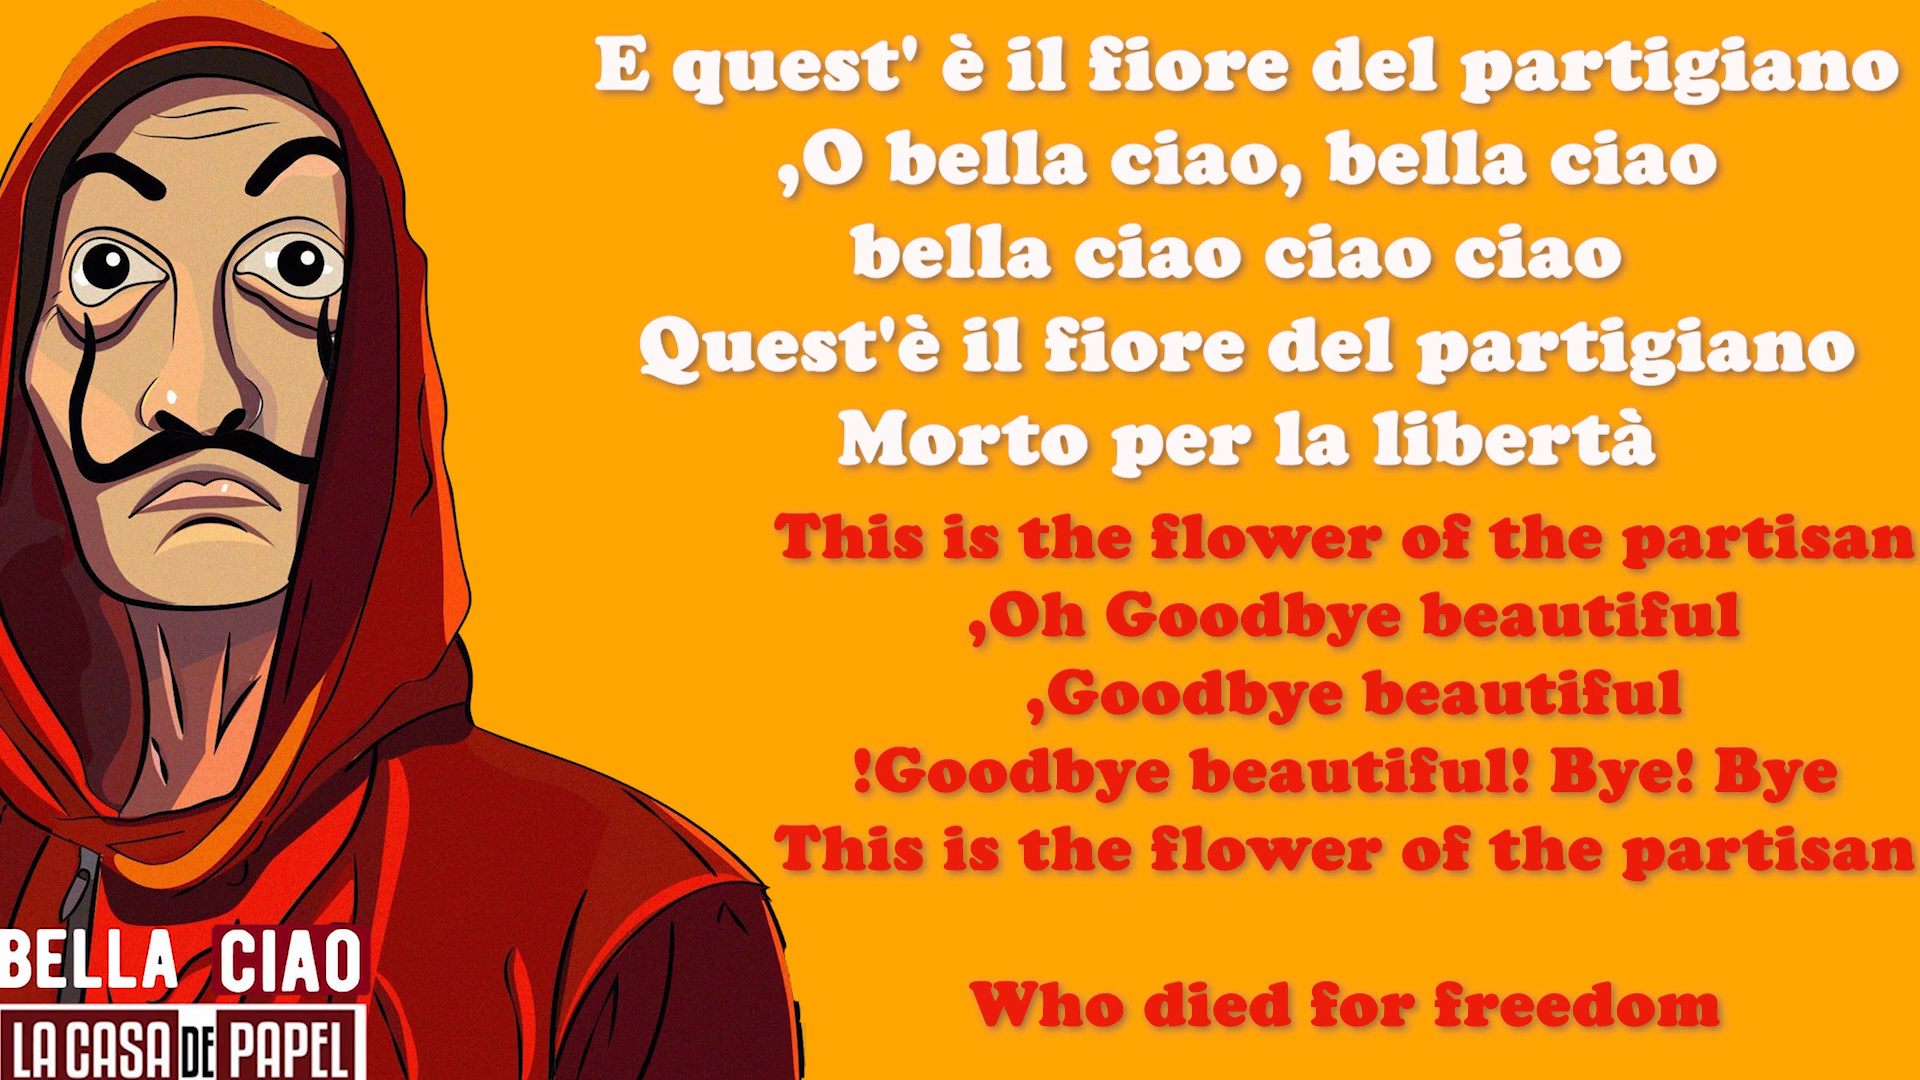 E quest' è il fiore del partigiano
,O bella ciao, bella ciao
bella ciao ciao ciao
Quest'è il fiore del partigiano
Morto per la libertà
This is the flower of the partisan
,Oh Goodbye beautiful
,Goodbye beautiful
!Goodbye beautiful! Bye! Bye
This is the flower of the partisan
Who died for freedom
BELLA CIAO
LA CASA DE PAPEL